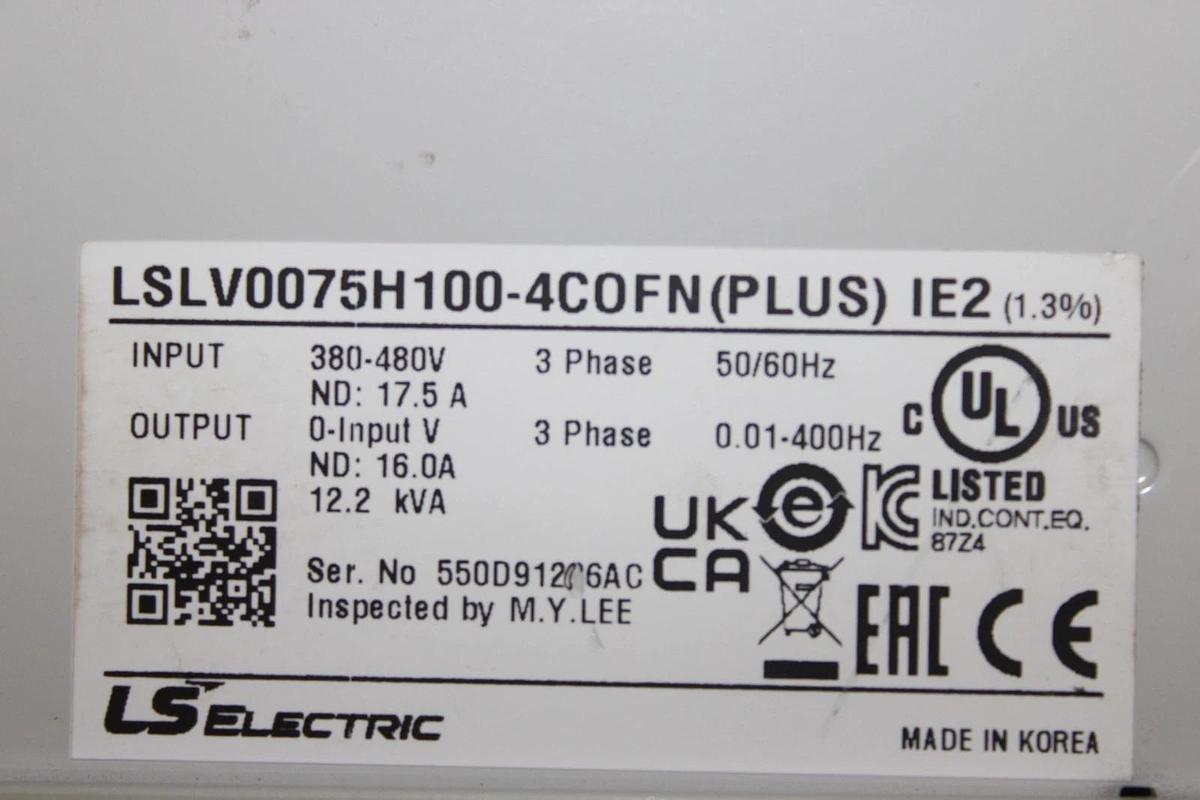 LSLV0075H100-4COFN(PLUS) IE2 (1.3%)
INPUT 380-480V 3 Phase 50/60Hz
ND: 17.5 A
OUTPUT 0-Input V 3 Phase 0.01-400Hz
ND: 16.0A
12.2 kVA
C UL US
LISTED
IND.CONT.EQ.
87Z4
UK
CA
e
KC
Ser. No
Inspected by M.Y.LEE
EAC CE
LS ELECTRIC
MADE IN KOREA